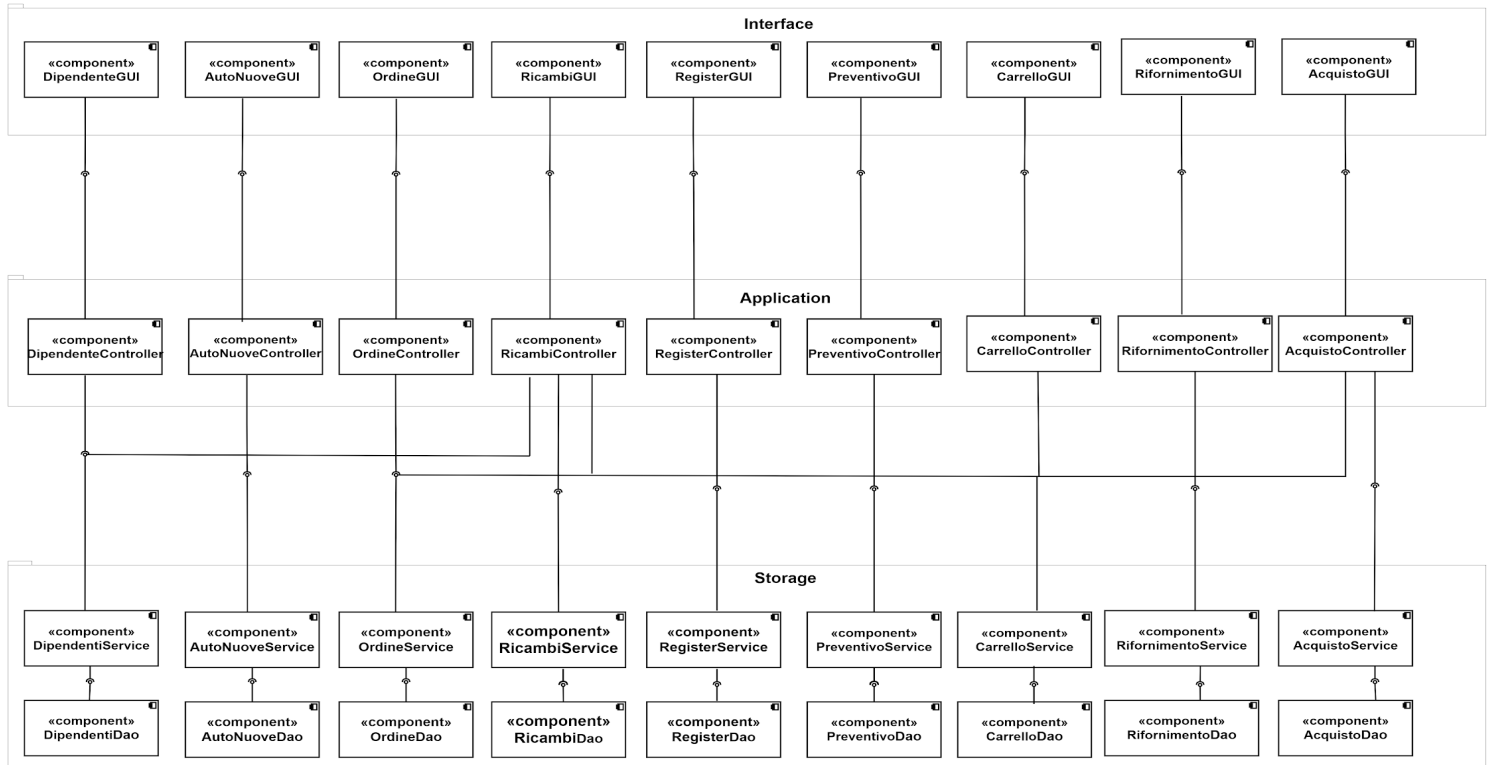 Interface
«component»
DipendenteGUI
«component»
AutoNuoveGUI
«component»
OrdineGUI
«component»
RicambiGUI
«component»
RegisterGUI
«component»
PreventivoGUI
«component»
CarrelloGUI
«component»
RifornimentoGUI
«component»
AcquistoGUI
Application
«component»
DipendenteController
«component»
AutoNuoveController
«component»
OrdineController
«component»
RicambiController
«component»
RegisterController
«component»
PreventivoController
«component»
CarrelloController
«component»
RifornimentoController
«component»
AcquistoController
Storage
«component»
DipendentiService
«component»
AutoNuoveService
«component»
OrdineService
«component»
RicambiService
«component»
RegisterService
«component»
PreventivoService
«component»
CarrelloService
«component»
RifornimentoService
«component»
AcquistoService
«component»
DipendentiDao
«component»
AutoNuoveDao
«component»
OrdineDao
«component»
RicambiDao
«component»
RegisterDao
«component»
PreventivoDao
«component»
CarrelloDao
«component»
RifornimentoDao
«component»
AcquistoDao